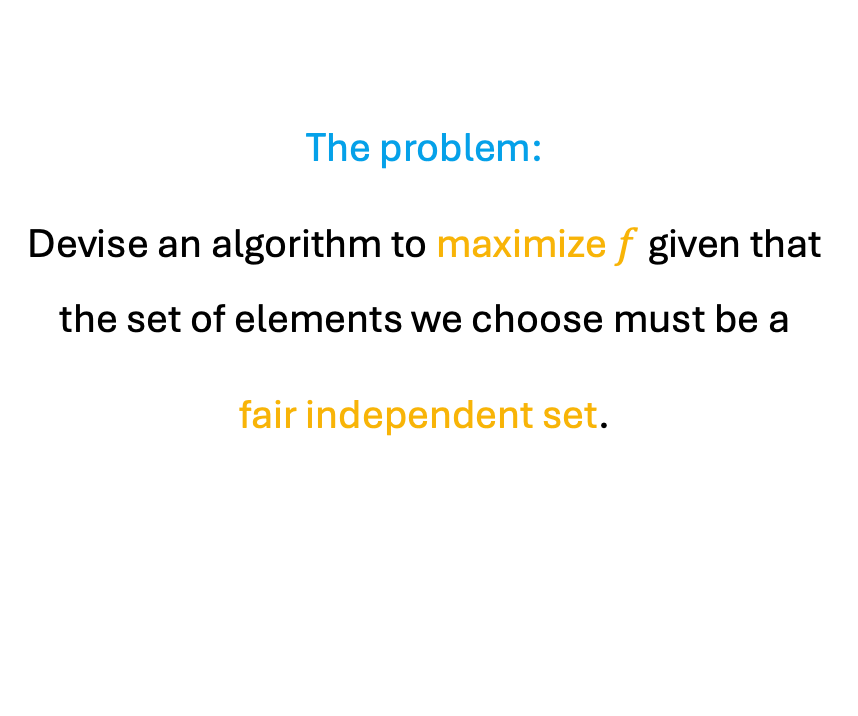 The problem:
Devise an algorithm to maximize f given that
the set of elements we choose must be a
fair independent set.